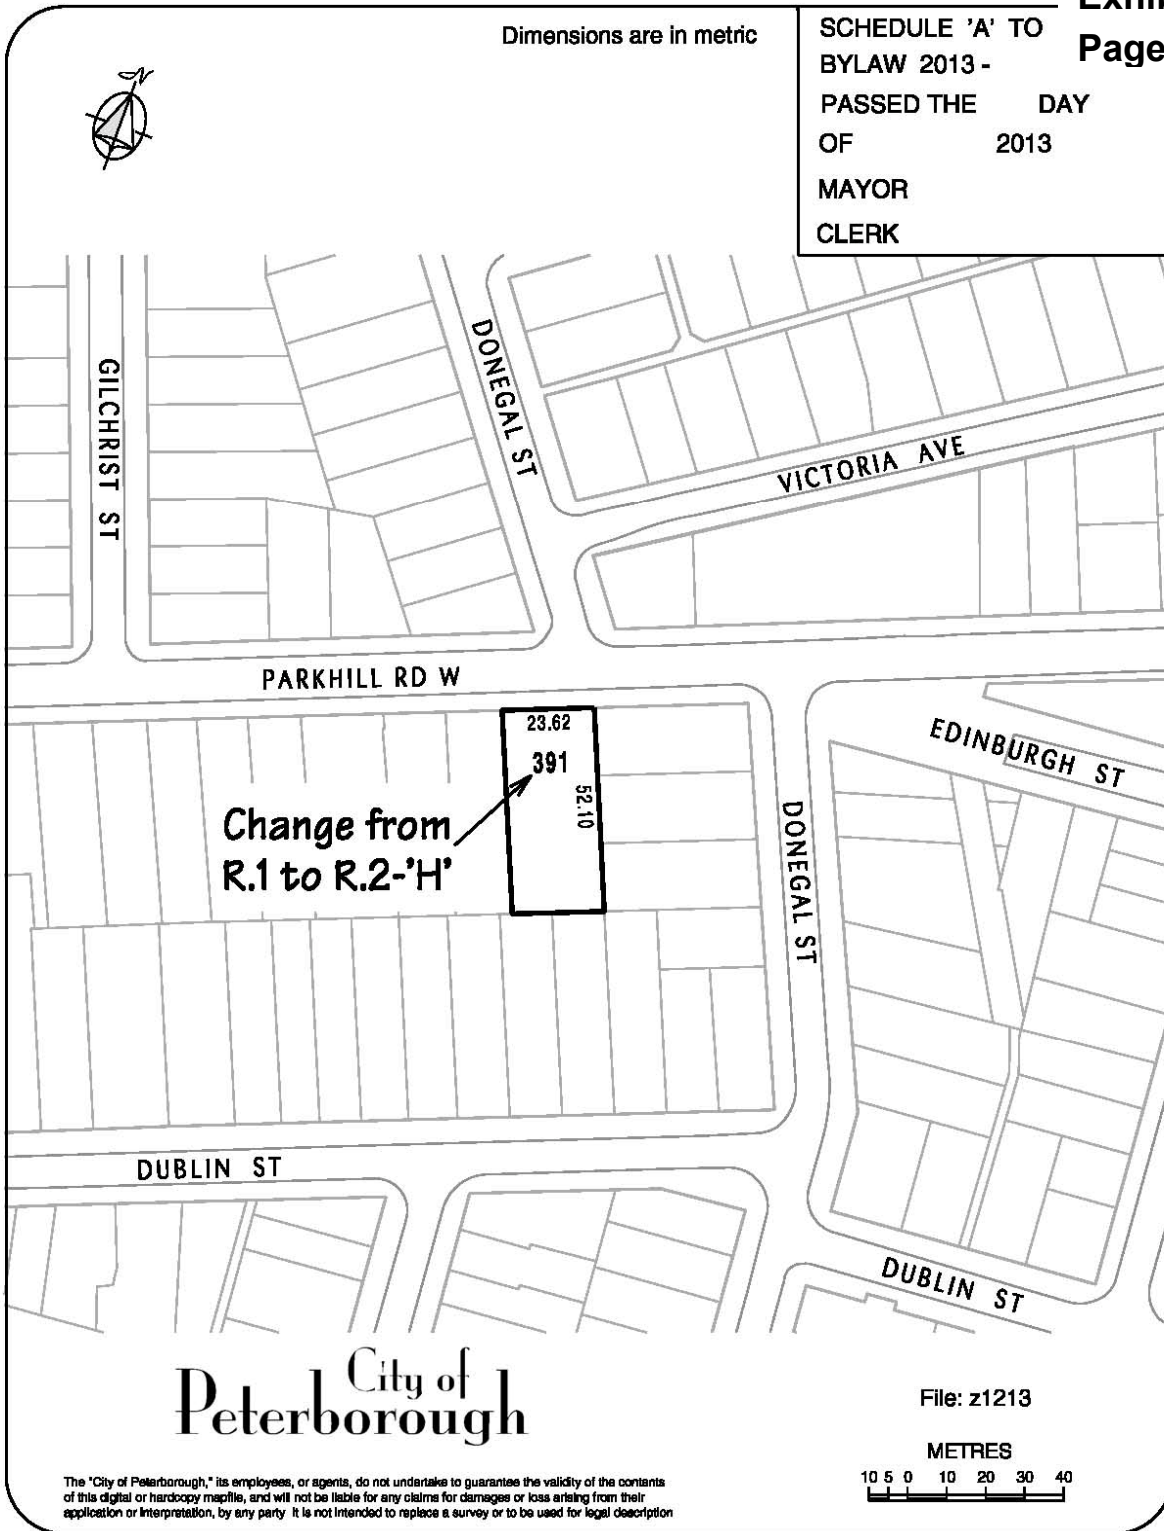 Dimensions are in metric
SCHEDULE 'A' TO
BYLAW 2013 -
PASSED THE DAY
OF 2013
MAYOR
CLERK
Page
N
GILCHRIST ST
DONEGAL ST
VICTORIA AVE
PARKHILL RD W
23.62
391
52.10
Change from
R.1 to R.2-'H'
EDINBURGH ST
DONEGAL ST
DUBLIN ST
DUBLIN ST
City of
Peterborough
File: z1213
METRES
10 5 0 10 20 30 40
The "City of Peterborough," its employees, or agents, do not undertake to guarantee the validity of the contents
of this digital or hardcopy mapfile, and will not be liable for any claims for damages or loss arising from their
application or interpretation, by any party It is not intended to replace a survey or to be used for legal description